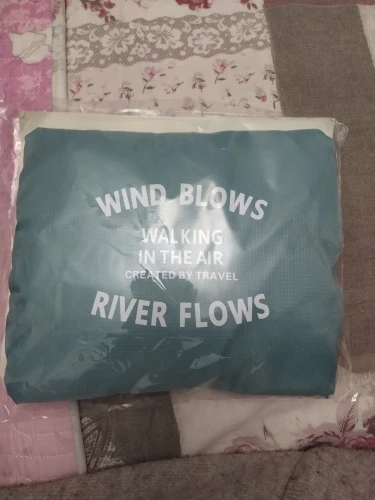 WIND BLOWS
WALKING
IN THE AIR
CREATED BY TRAVEL
RIVER FLOWS